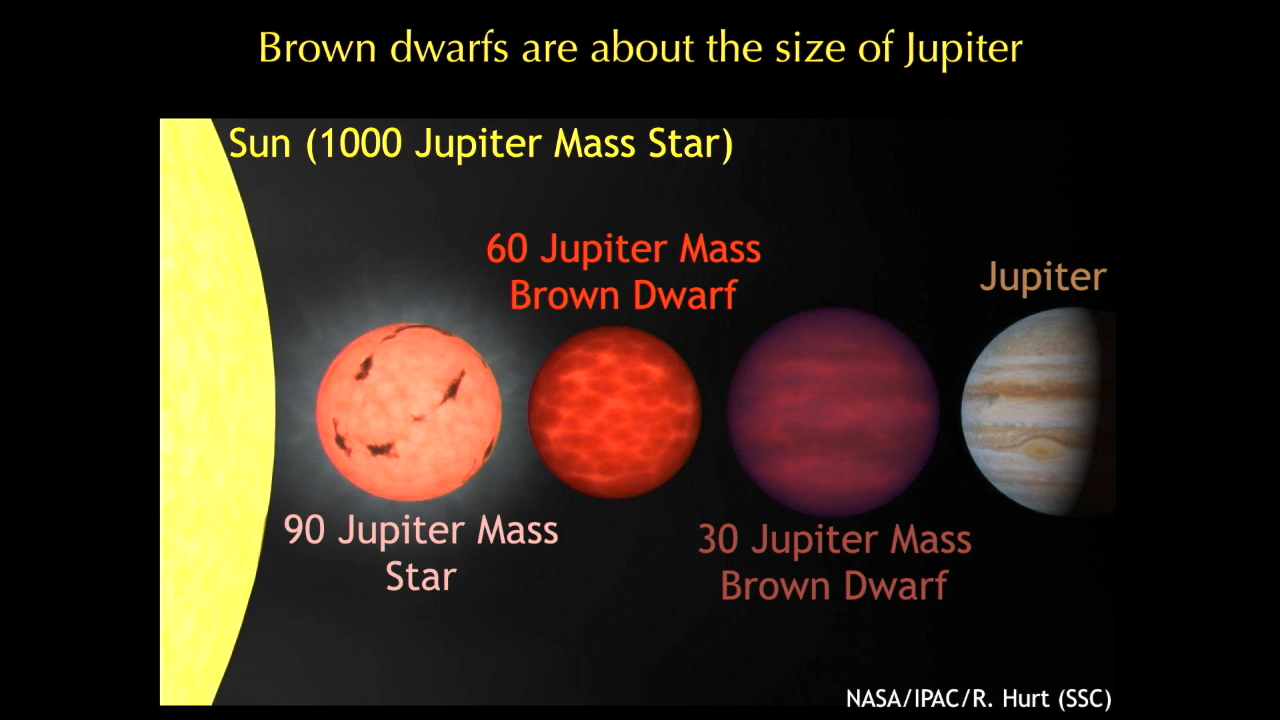 Brown dwarfs are about the size of Jupiter
Sun (1000 Jupiter Mass Star)
60 Jupiter Mass
Brown Dwarf
Jupiter
90 Jupiter Mass
Star
30 Jupiter Mass
Brown Dwarf
NASA/IPAC/R. Hurt (SSC)